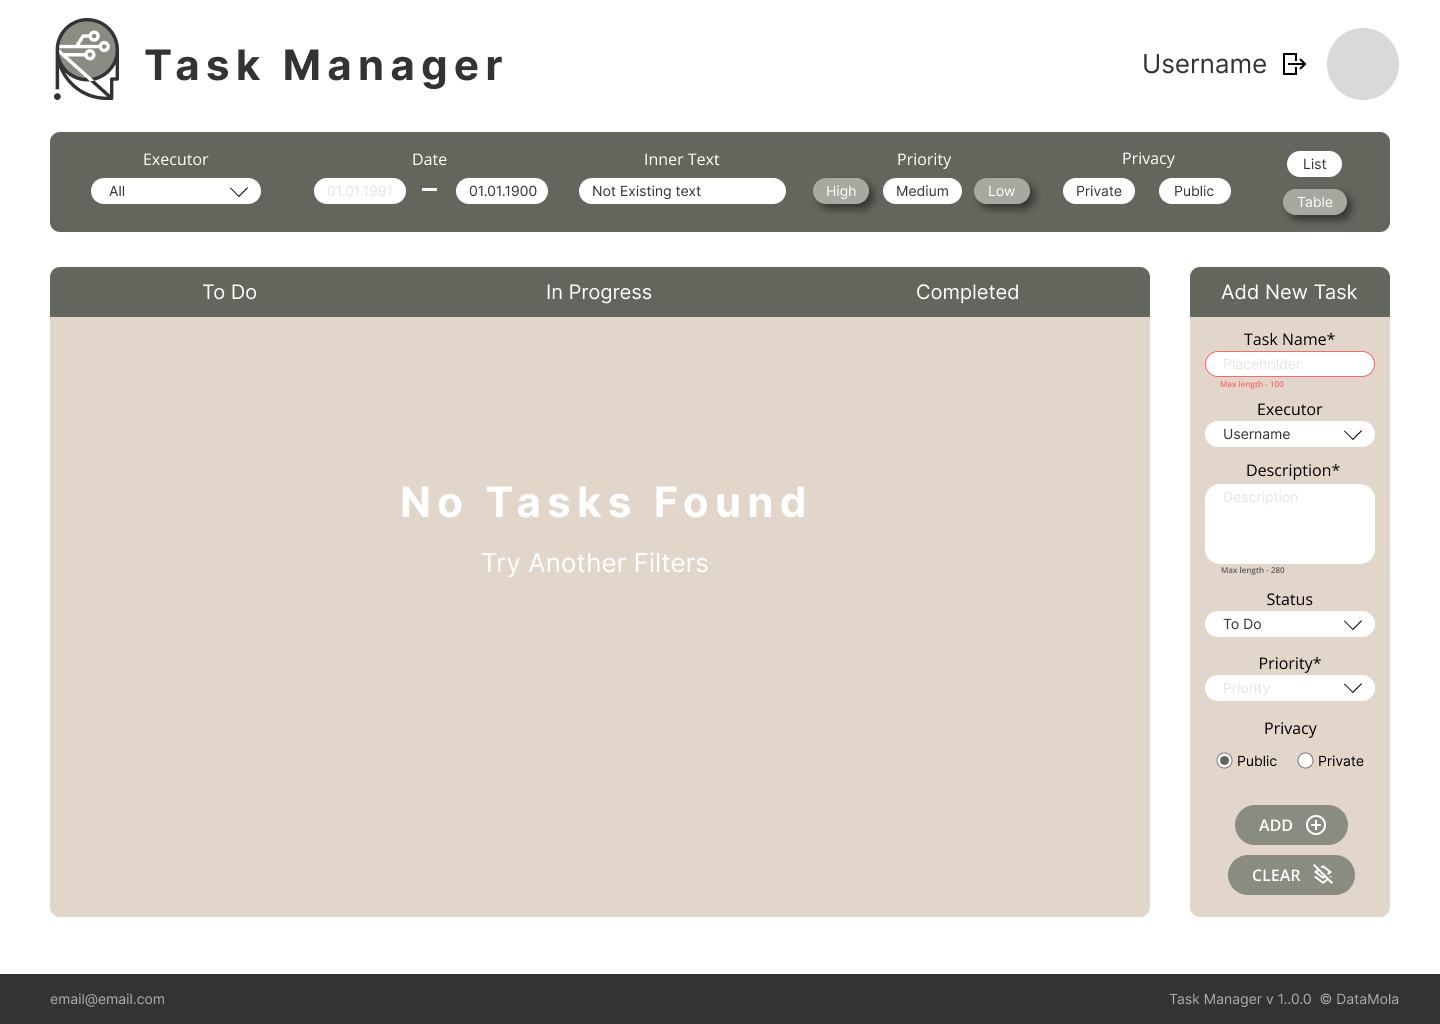 Task Manager
Username
Executor
All
Date
01.01.1991
01.01.1900
Inner Text
Not Existing text
Priority
High
Medium
Low
Privacy
Private
Public
List
Table
To Do
In Progress
Completed
No Tasks Found
Try Another Filters
Add New Task
Task Name*
Placeholder
Max length - 100
Executor
Username
Description*
Description
Max length - 280
Status
To Do
Priority*
Priority
Privacy
Public
Private
ADD
CLEAR
email@email.com
Task Manager v 1..0.0 © DataMola